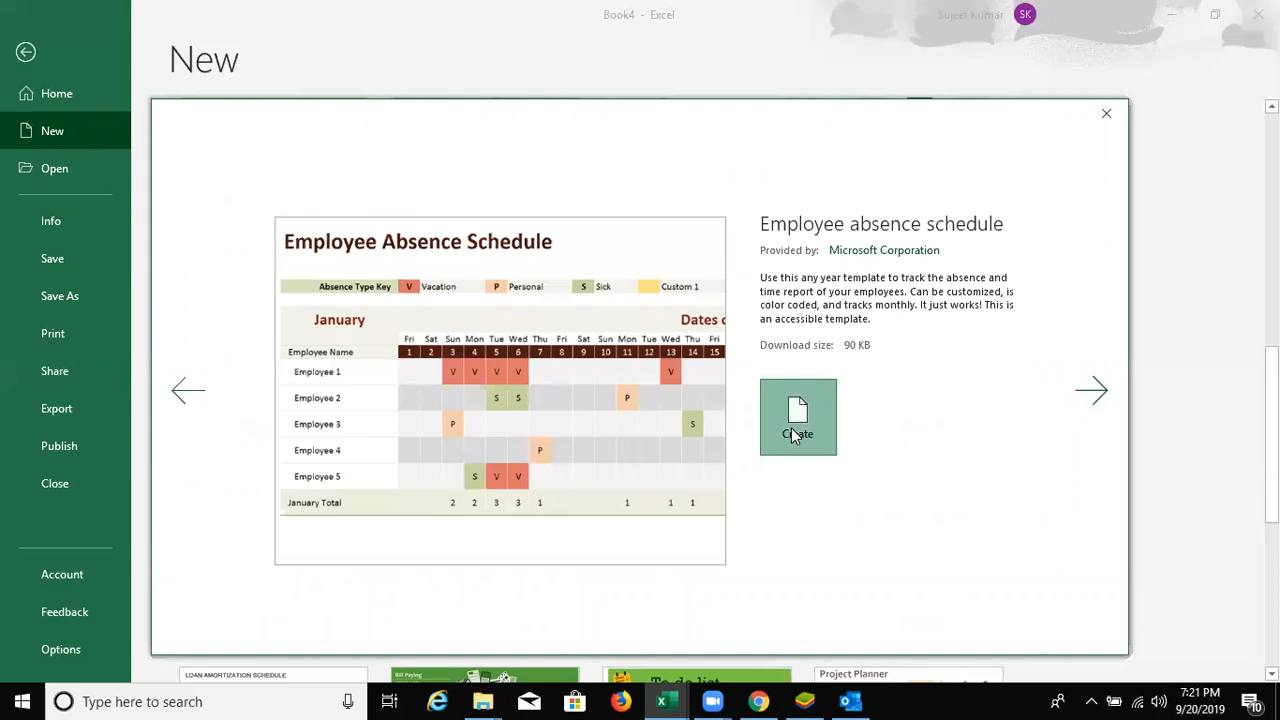 Book4 - Excel
Sujeet Kumar
SK
New
Home
New
Open
Info
Save
Save As
Print
Share
Export
Publish
Close
Account
Feedback
Options
Employee Absence Schedule
Absence Type Key V Vacation P Personal S Sick Custom 1
January Dates o
Fri Sat Sun Mon Tue Wed Thu Fri Sat Sun Mon Tue Wed Thu Fri
Employee Name 1 2 3 4 5 6 7 8 9 10 11 12 13 14 15
Employee 1 V V V V V
Employee 2 S S P
Employee 3 P S
Employee 4 P
Employee 5 S V V
January Total 2 2 3 3 1 1 1 1
Employee absence schedule
Provided by: Microsoft Corporation
Use this any year template to track the absence and
time report of your employees. Can be customized, is
color coded, and tracks monthly. It just works! This is
an accessible template.
Download size: 90 KB
Create
LOAN AMORTIZATION SCHEDULE
Bill Paying
To-do list
Project Planner
Type here to search
7:21 PM
9/20/2019
10